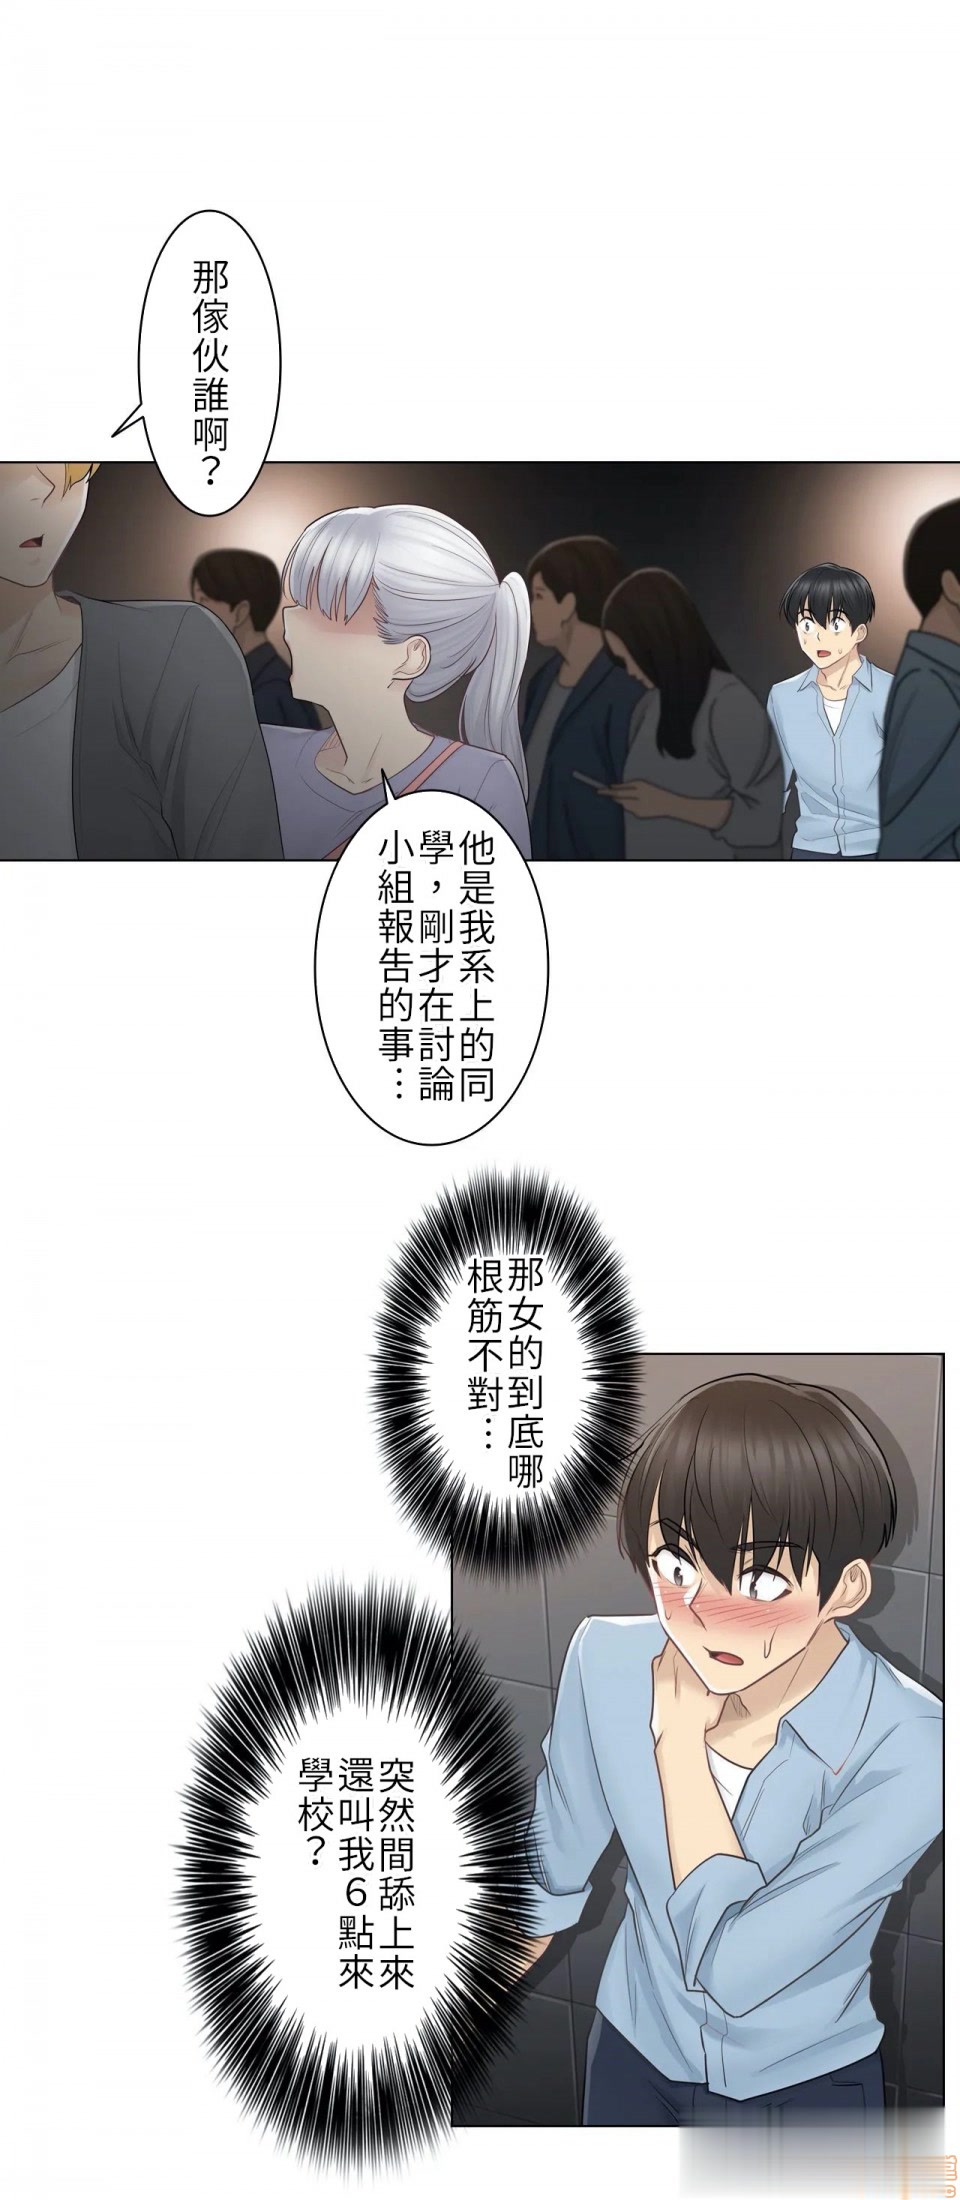 那傢伙誰啊？
他是我系上的同
學，剛才在討論
小組報告的事…
那女的到底哪
根筋不對…
突然間舔上來
還叫我6點來
學校？